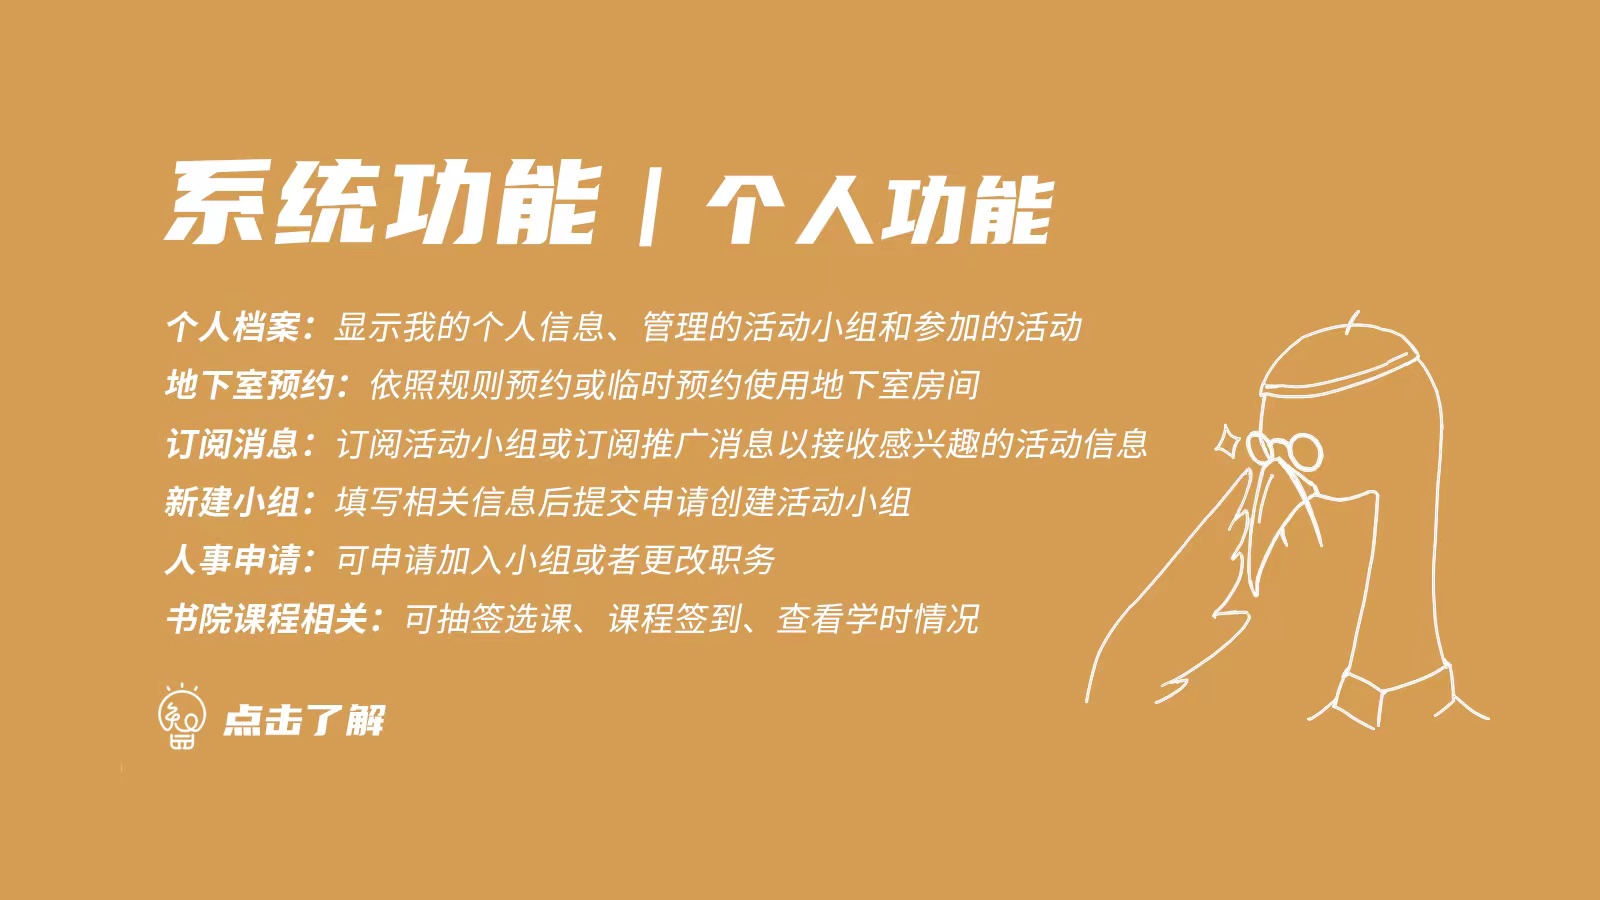 系统功能 | 个人功能
个人档案：显示我的个人信息、管理的活动小组和参加的活动
地下室预约：依照规则预约或临时预约使用地下室房间
订阅消息：订阅活动小组或订阅推广消息以接收感兴趣的活动信息
新建小组：填写相关信息后提交申请创建活动小组
人事申请：可申请加入小组或者更改职务
书院课程相关：可抽签选课、课程签到、查看学时情况
点击了解